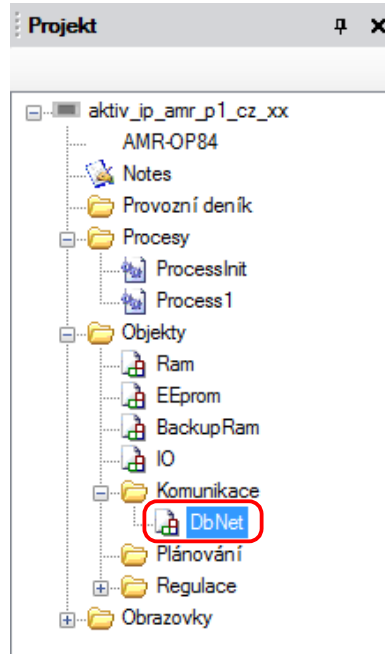 Projekt
aktiv_ip_amr_p1_cz_xx
AMR-OP84
Notes
Provozní deník
Procesy
ProcessInit
Process1
Objekty
Ram
EEprom
BackupRam
IO
Komunikace
DbNet
Plánování
Regulace
Obrazovky